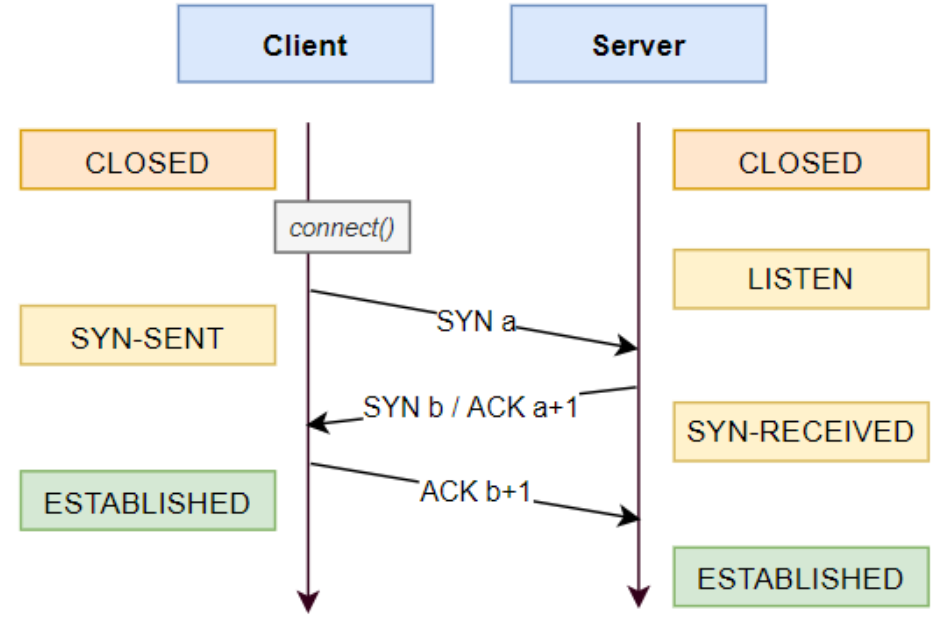 Client
Server
CLOSED
CLOSED
connect()
LISTEN
SYN a
SYN-SENT
SYN b / ACK a+1
SYN-RECEIVED
ACK b+1
ESTABLISHED
ESTABLISHED